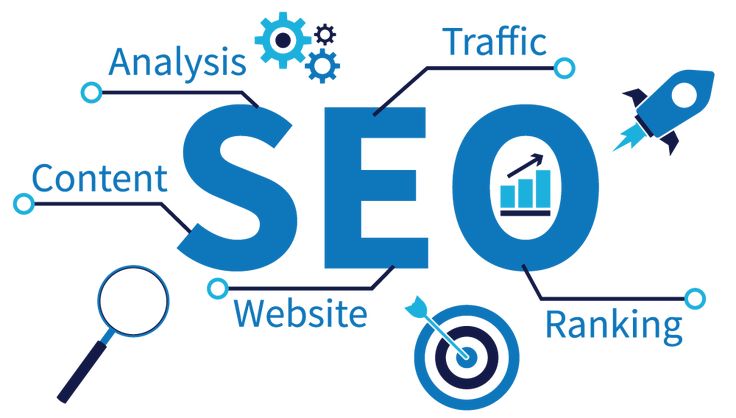 Analysis
Traffic
SEO
Content
Website
Ranking